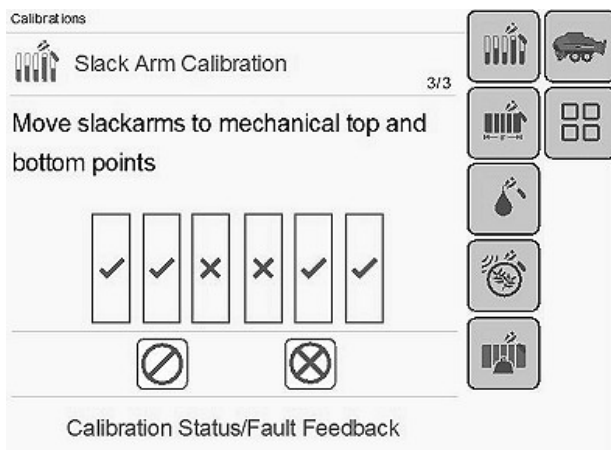 Calibrations
Slack Arm Calibration
3/3
Move slackarms to mechanical top and
bottom points
Calibration Status/Fault Feedback